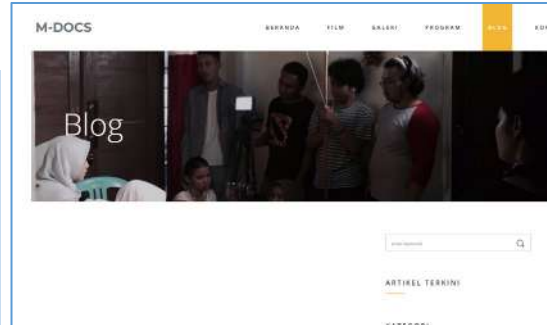 M-DOCS
BERANDA FILM GALERI PROGRAM BLOG
Blog
ARTIKEL TERKINI